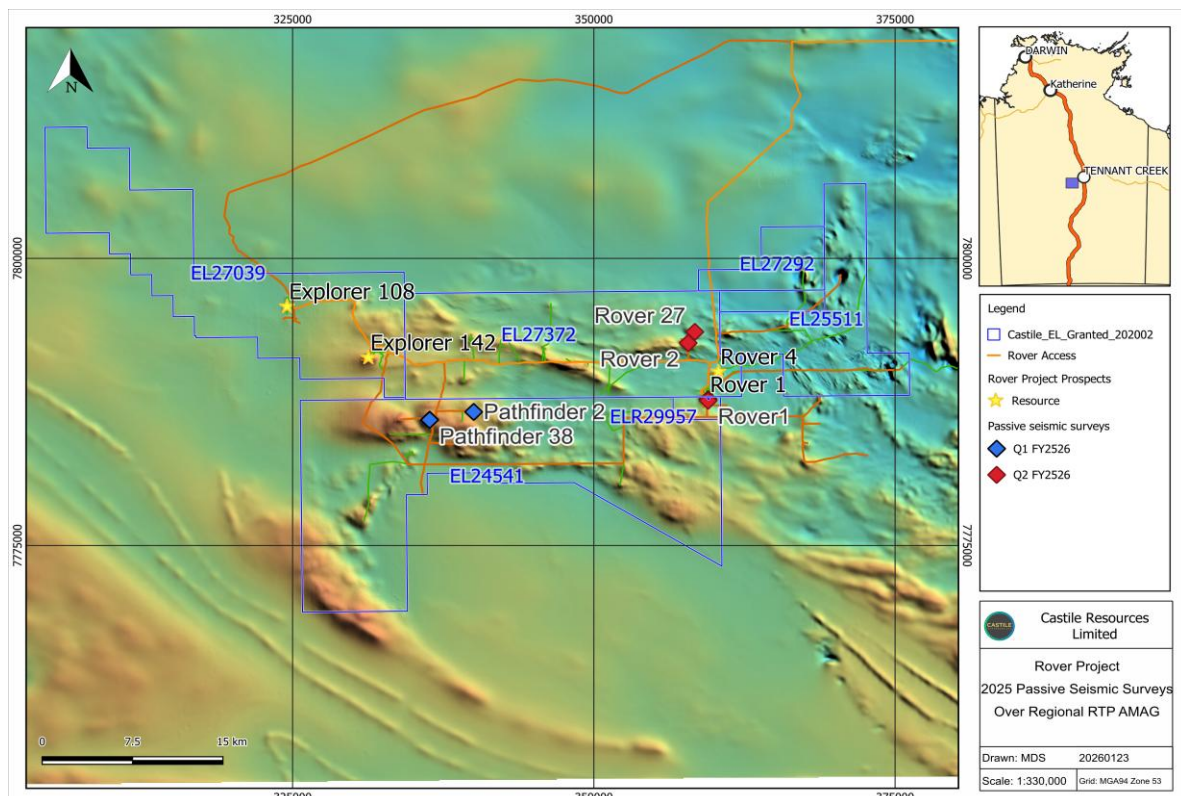 325000
350000
375000
N
7800000
7800000
EL27039
EL27292
Explorer 108
Rover 27
EL25511
EL27372
Explorer 142
Rover 2
Rover 4
Rover 1
Pathfinder 2
ELR29957
Rover1
Pathfinder 38
EL24541
7775000
7775000
0
7.5
15 km
325000
350000
375000
DARWIN
Katherine
TENNANT CREEK
Legend
Castile_EL_Granted_202002
Rover Access
Rover Project Prospects
Resource
Passive seismic surveys
Q1 FY2526
Q2 FY2526
CASTILE
Castile Resources
Limited
Rover Project
2025 Passive Seismic Surveys
Over Regional RTP AMAG
Drawn: MDS 20260123
Scale: 1:330,000 Grid: MGA94 Zone 53